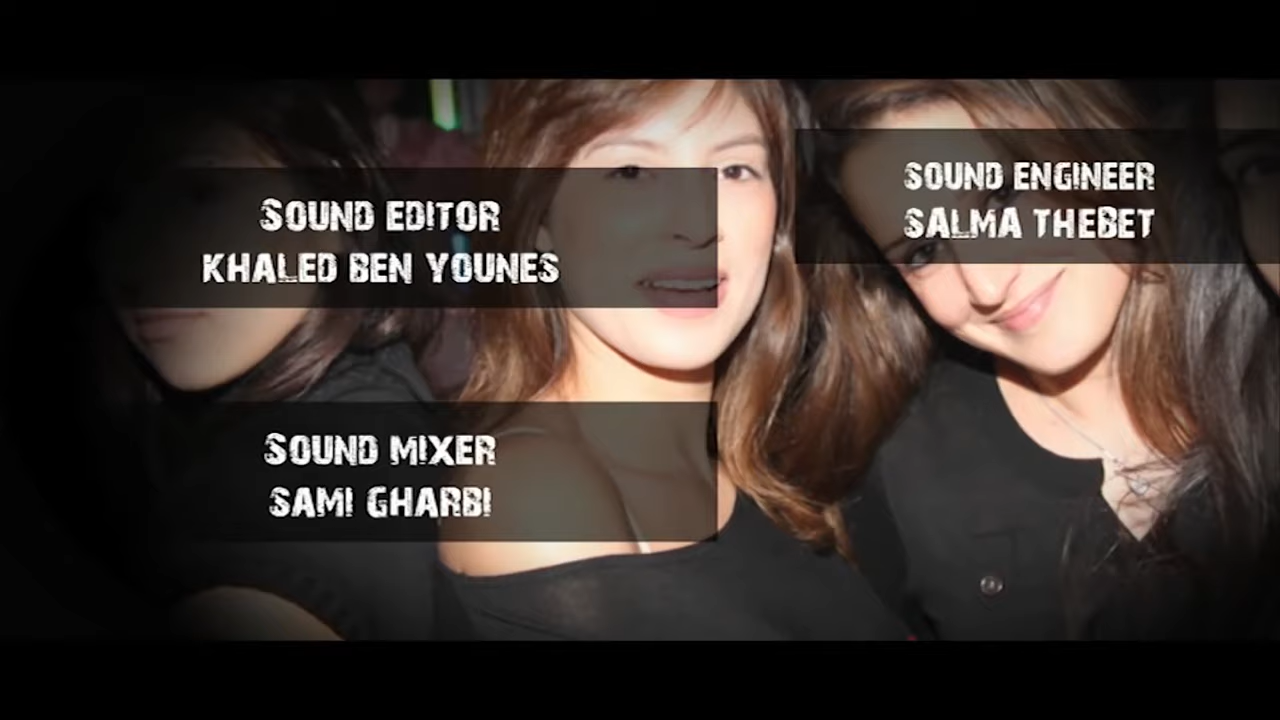 SOUND EDITOR
KHALED BEN YOUNES
SOUND MIXER
SAMI GHARBI
SOUND ENGINEER
SALMA THEBET